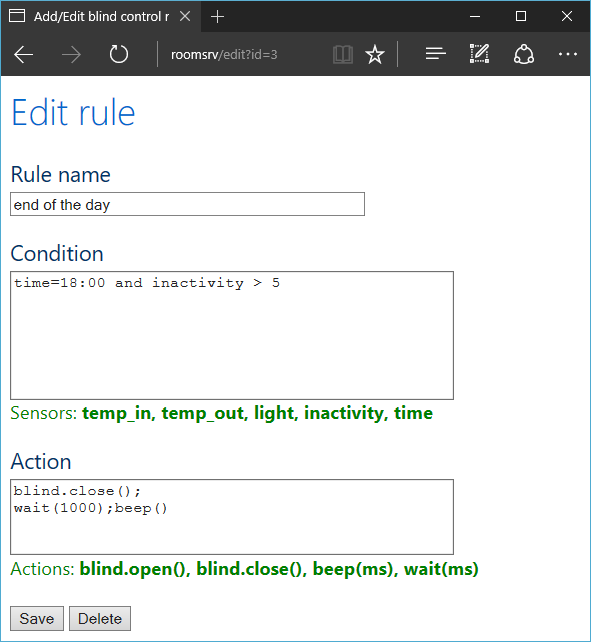 Add/Edit blind control r
roomsrv/edit?id=3
Edit rule
Rule name
end of the day
Condition
time=18:00 and inactivity > 5
Sensors: temp_in, temp_out, light, inactivity, time
Action
blind.close();
wait(1000);beep()
Actions: blind.open(), blind.close(), beep(ms), wait(ms)
Save Delete